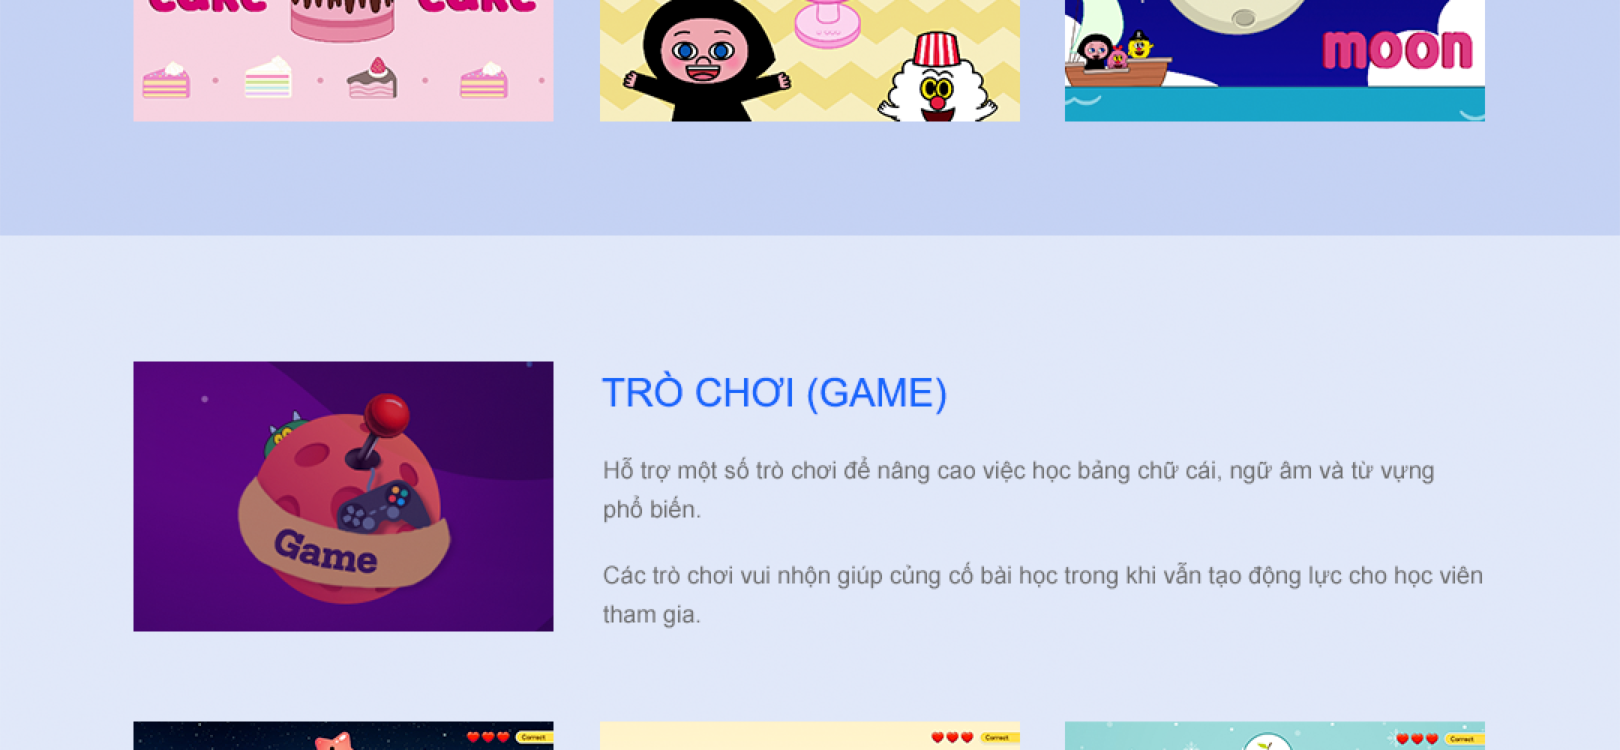 cake cake
moon
TRÒ CHƠI (GAME)
Hỗ trợ một số trò chơi để nâng cao việc học bảng chữ cái, ngữ âm và từ vựng
phổ biến.
Game
Các trò chơi vui nhộn giúp củng cố bài học trong khi vẫn tạo động lực cho học viên
tham gia.
Correct Correct Correct